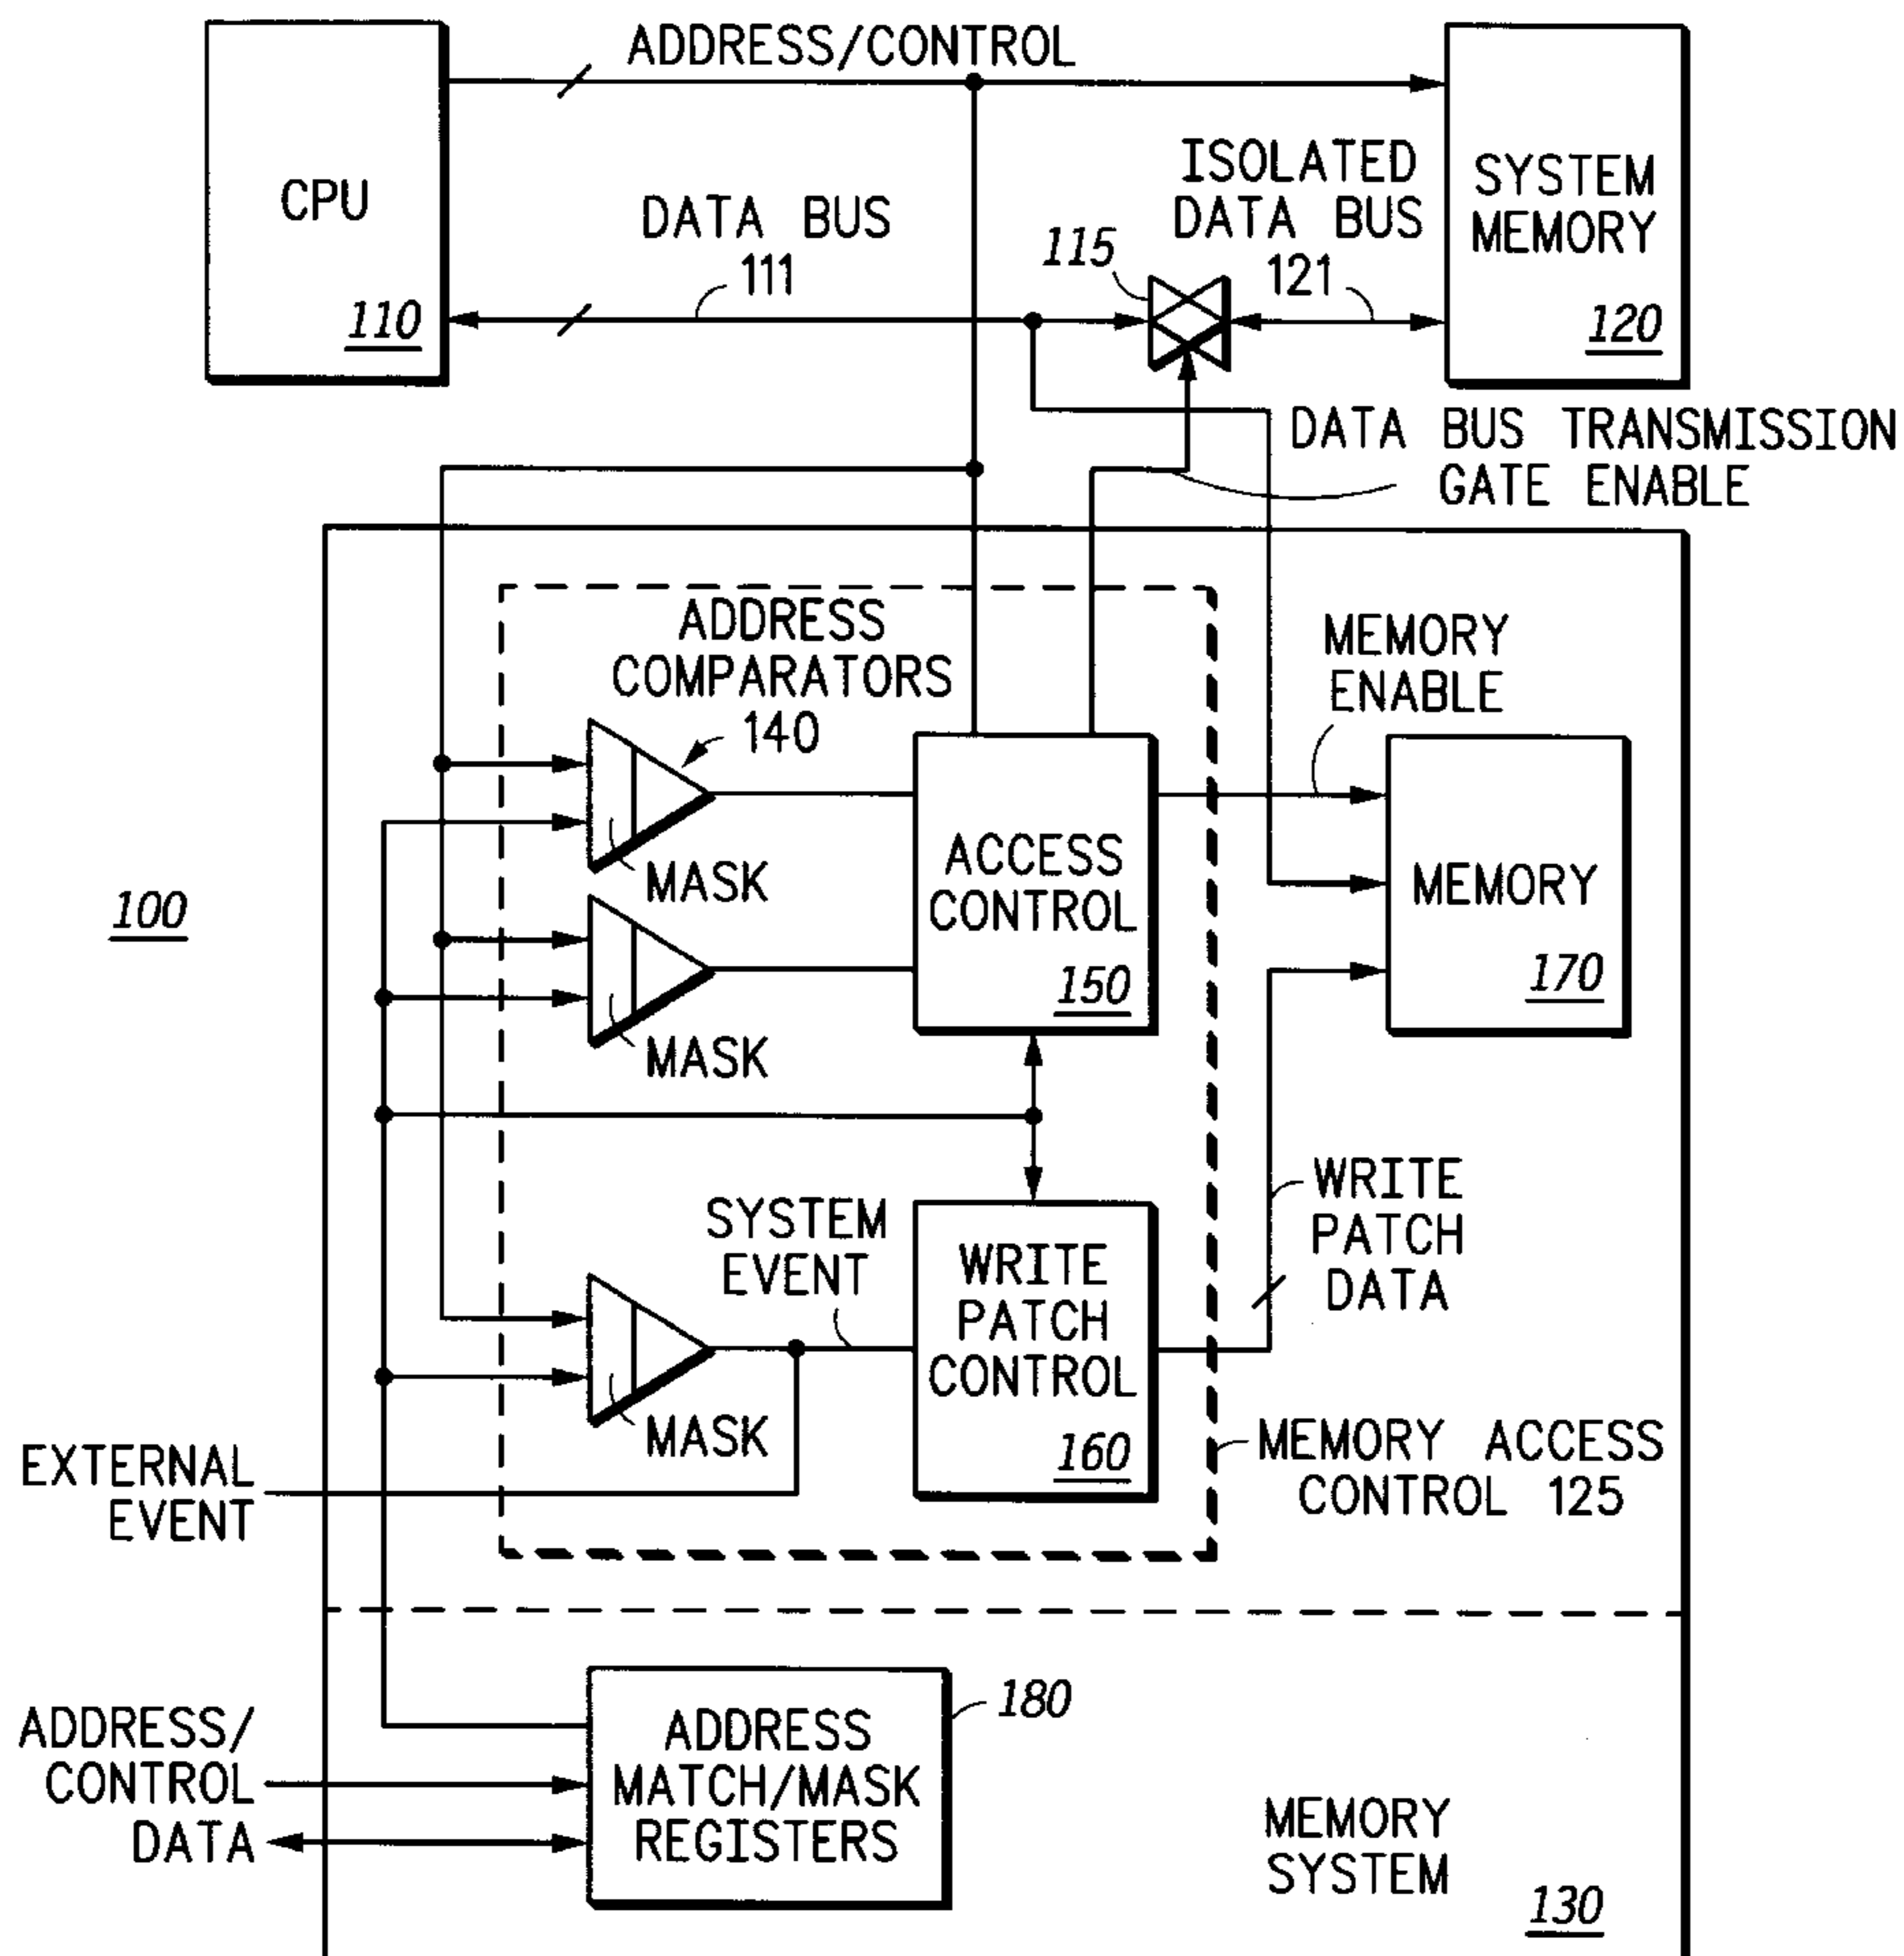 ADDRESS/CONTROL
CPU
110
DATA BUS
111
115
ISOLATED
DATA BUS
121
SYSTEM
MEMORY
120
DATA BUS TRANSMISSION
GATE ENABLE
100
ADDRESS
COMPARATORS
140
MASK
MASK
ACCESS
CONTROL
150
MEMORY
ENABLE
MEMORY
170
SYSTEM
EVENT
MASK
WRITE
PATCH
CONTROL
160
WRITE
PATCH
DATA
MEMORY ACCESS
CONTROL 125
EXTERNAL
EVENT
ADDRESS/
CONTROL
DATA
ADDRESS
MATCH/MASK
REGISTERS
180
MEMORY
SYSTEM
130